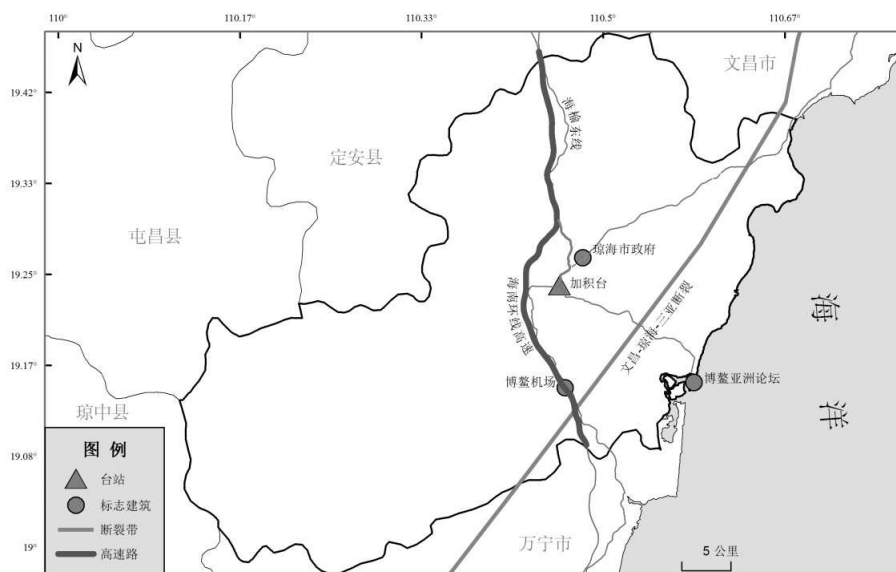 110°
110.17°
110.33°
110.5°
110.67°
N
文昌市
19.42°
海榆东线
定安县
19.33°
屯昌县
琼海市政府
19.25°
加积台
海南环线高速
文昌-琼海-三亚断裂
海洋
19.17°
博鳌机场
博鳌亚洲论坛
琼中县
19.08°
图 例
台站
标志建筑
断裂带
高速路
19°
万宁市
5 公里